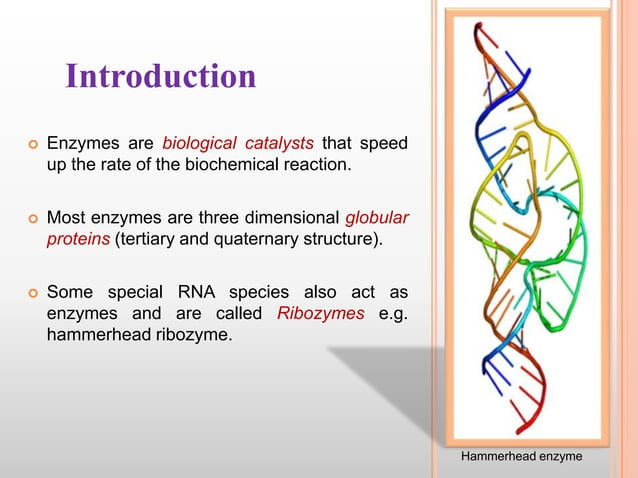 Introduction
Enzymes are biological catalysts that speed
up the rate of the biochemical reaction.
Most enzymes are three dimensional globular
proteins (tertiary and quaternary structure).
Some special RNA species also act as
enzymes and are called Ribozymes e.g.
hammerhead ribozyme.
Hammerhead enzyme